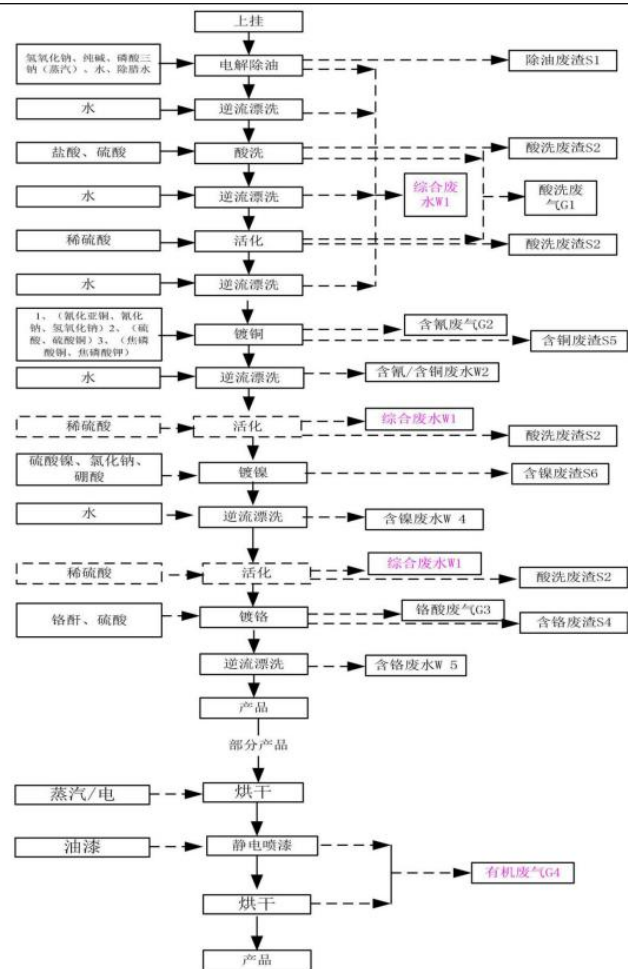 上挂
氢氧化钠、纯碱、磷酸三
钠（蒸汽）、水、除腊水
电解除油
除油废渣S1
水
逆流漂洗
盐酸、硫酸
酸洗
酸洗废渣S2
水
逆流漂洗
综合废
水W1
酸洗废
气G1
稀硫酸
活化
酸洗废渣S2
水
逆流漂洗
1、（氰化亚铜、氰化
钠、氢氧化钠）2、（硫
酸、硫酸铜）3、（焦磷
酸铜、焦磷酸钾）
镀铜
含氰废气G2
含铜废渣S5
水
逆流漂洗
含氰/含铜废水W2
稀硫酸
活化
综合废水W1
酸洗废渣S2
硫酸镍、氯化钠、
硼酸
镀镍
含镍废渣S6
水
逆流漂洗
含镍废水W 4
稀硫酸
活化
综合废水W1
酸洗废渣S2
铬酐、硫酸
镀铬
铬酸废气G3
含铬废渣S4
逆流漂洗
含铬废水W 5
产品
部分产品
蒸汽/电
烘干
油漆
静电喷漆
有机废气G4
烘干
产品